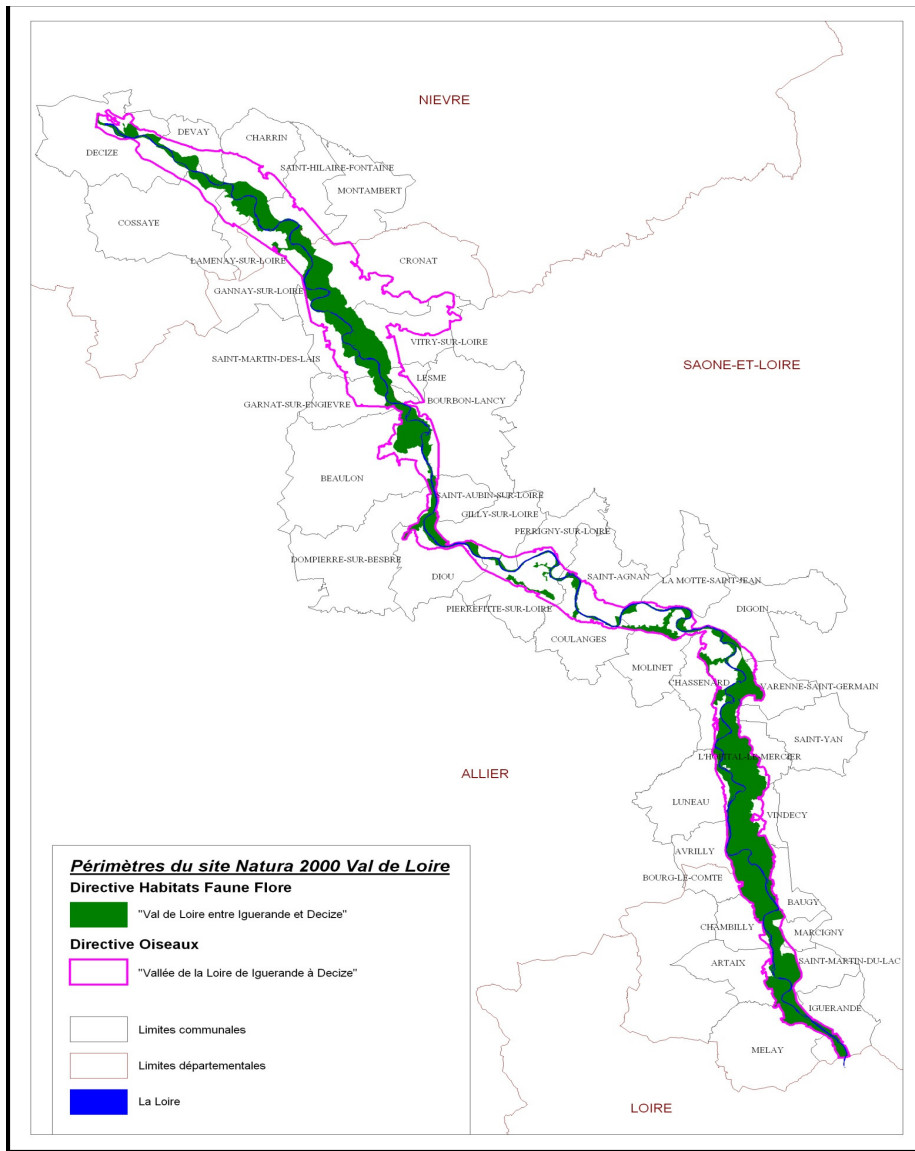 NIEVRE
DEVAY
CHARRIN
DECIZE
SAINT-HILAIRE-FONTAINE
MONTAMBERT
COSSAYE
LAMENAY-SUR-LOIRE
CRONAT
GANNAY-SUR-LOIRE
VITRY-SUR-LOIRE
SAINT-MARTIN-DES-LAIS
SAONE-ET-LOIRE
LESME
GARNAT-SUR-ENGIEVRE
BOURBON-LANCY
BEAULON
SAINT-AUBIN-SUR-LOIRE
GILLY-SUR-LOIRE
PERRIGNY-SUR-LOIRE
DOMPIERRE-SUR-BESBRE
DIOU
SAINT-AGNAN
LA MOTTE-SAINT-JEAN
PIERREFITTE-SUR-LOIRE
DIGOIN
COULANGES
MOLINET
CHASSENARD
VARENNE-SAINT-GERMAIN
SAINT-YAN
L'HOPITAL-LE-MERCIER
ALLIER
LUNEAU
VINDECY
AVRILLY
BOURG-LE-COMTE
BAUGY
CHAMBILLY
MARCIGNY
ARTAIX
SAINT-MARTIN-DU-LAC
IGUERANDE
MELAY
LOIRE
Périmètres du site Natura 2000 Val de Loire
Directive Habitats Faune Flore
"Val de Loire entre Iguerande et Decize"
Directive Oiseaux
"Vallée de la Loire de Iguerande à Decize"
Limites communales
Limites départementales
La Loire